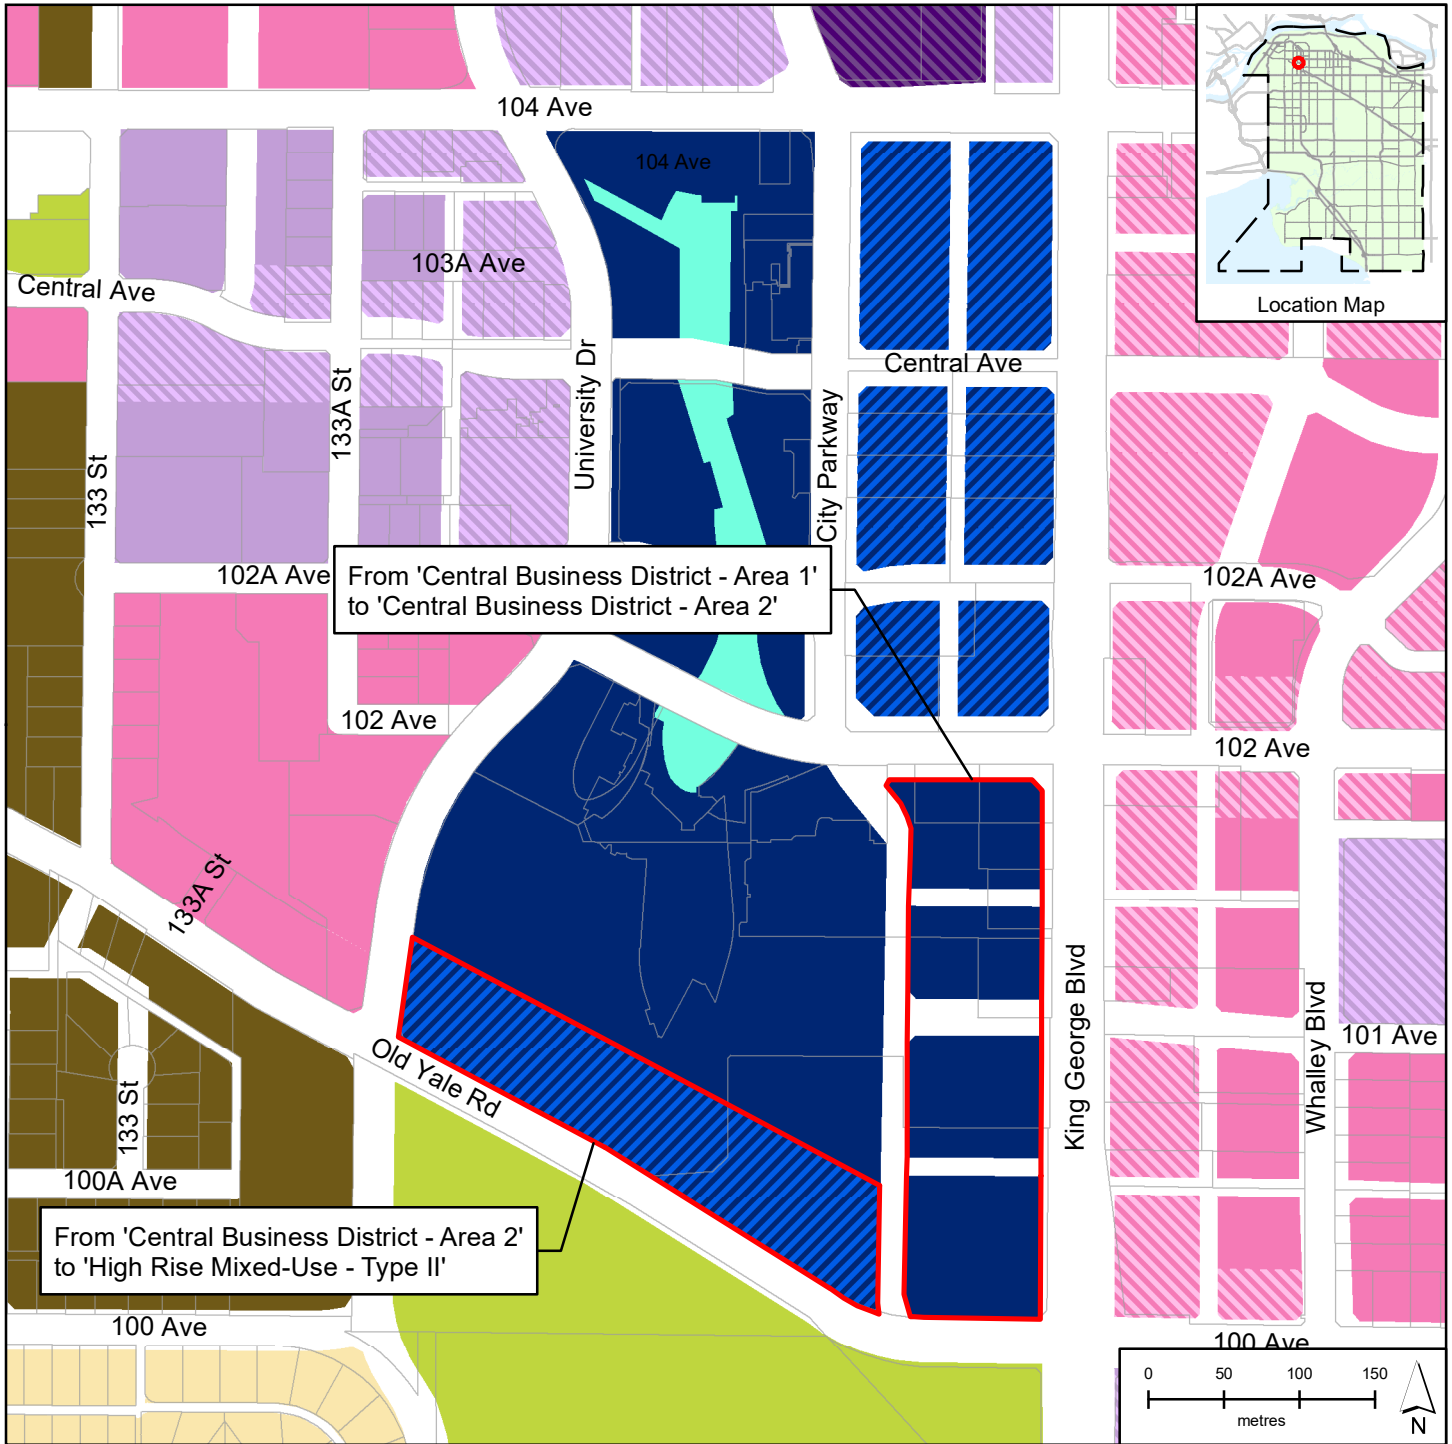 104 Ave
104 Ave
Location Map
103A Ave
Central Ave
Central Ave
133A St
University Dr
City Parkway
133 St
102A Ave
From 'Central Business District - Area 1'
to 'Central Business District - Area 2'
102A Ave
102 Ave
102 Ave
133A St
King George Blvd
Whalley Blvd
101 Ave
Old Yale Rd
133 St
100A Ave
From 'Central Business District - Area 2'
to 'High Rise Mixed-Use - Type II'
100 Ave
100 Ave
0 50 100 150
metres
N